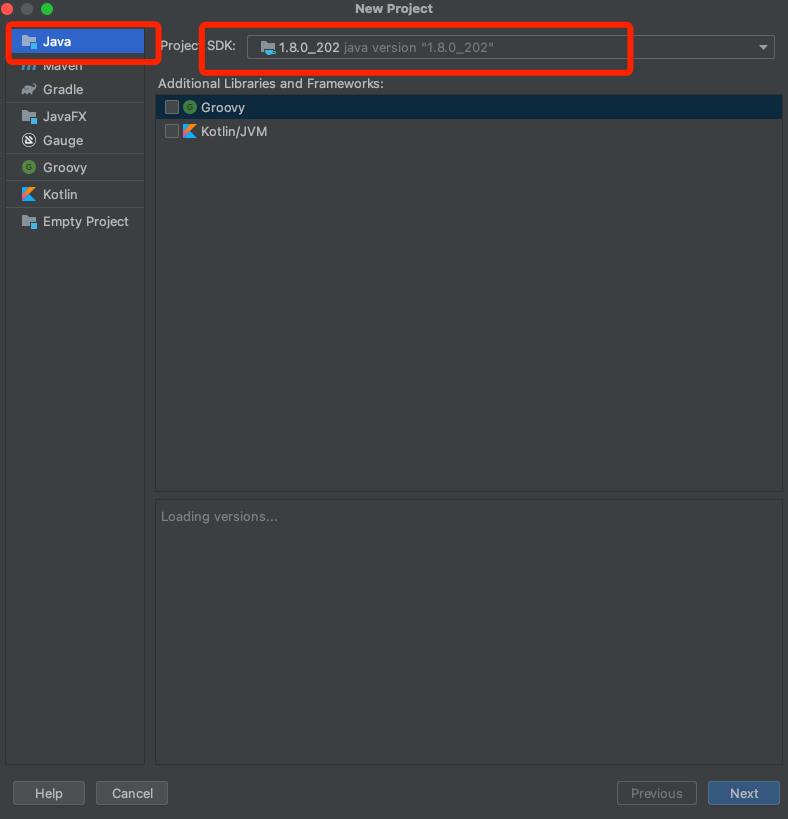 New Project
Java
Maven
Gradle
JavaFX
Gauge
Groovy
Kotlin
Empty Project
Project SDK: 1.8.0_202 java version "1.8.0_202"
Additional Libraries and Frameworks:
Groovy
Kotlin/JVM
Loading versions...
Help
Cancel
Previous
Next